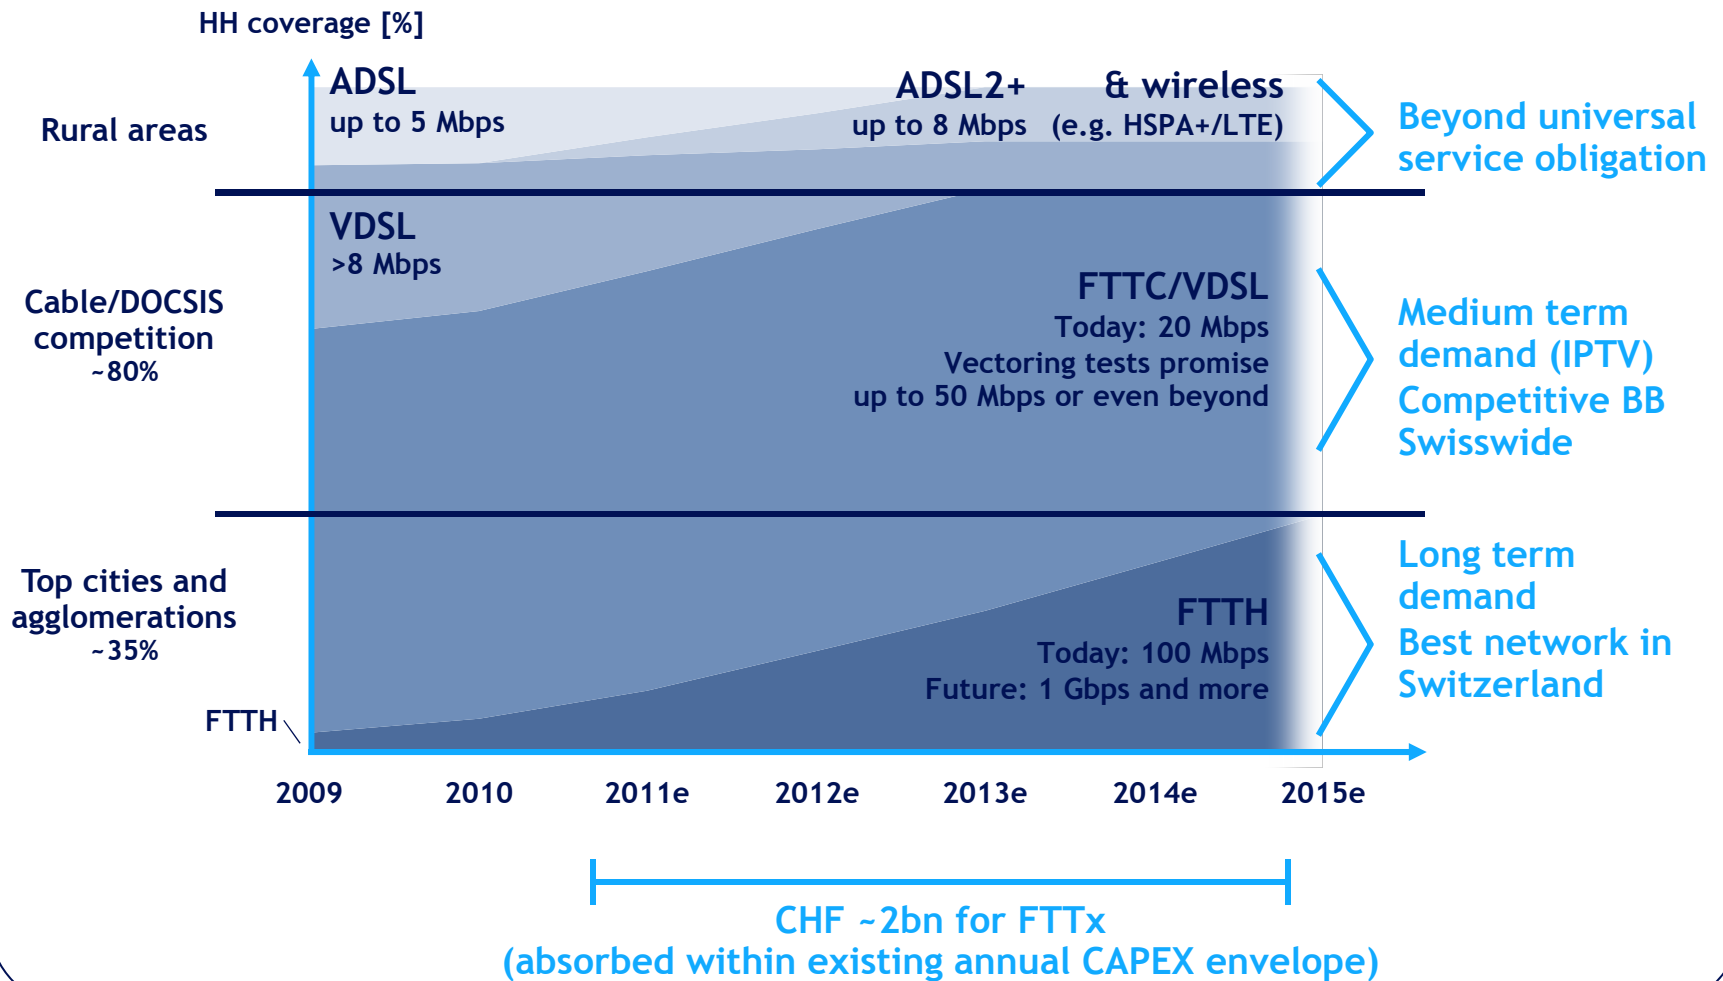 HH coverage [%]
ADSL
up to 5 Mbps
ADSL2+
up to 8 Mbps
& wireless
(e.g. HSPA+/LTE)
Rural areas
Beyond universal
service obligation
VDSL
>8 Mbps
Cable/DOCSIS
competition
~80%
FTTC/VDSL
Today: 20 Mbps
Vectoring tests promise
up to 50 Mbps or even beyond
Medium term
demand (IPTV)
Competitive BB
Swisswide
Top cities and
agglomerations
~35%
FTTH
FTTH
Today: 100 Mbps
Future: 1 Gbps and more
Long term
demand
Best network in
Switzerland
2009
2010
2011e
2012e
2013e
2014e
2015e
CHF ~2bn for FTTx
(absorbed within existing annual CAPEX envelope)